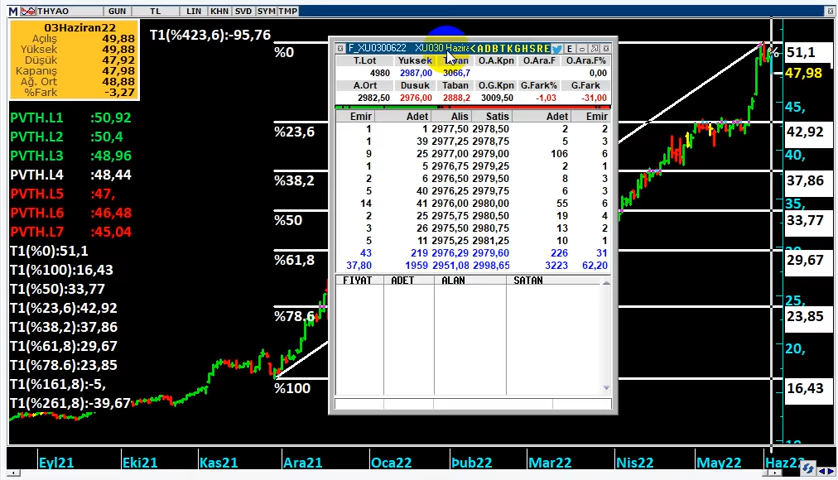 M THYAO GUN TL LIN KHN SVD SYM TMP
03Haziran22
Açılış 49,88
Yüksek 49,88
Düşük 47,92
Kapanış 47,98
Ağ. Ort 48,88
%Fark -3,27
PVTH.L1 :50,92
PVTH.L2 :50,4
PVTH.L3 :48,96
PVTH.L4 :48,44
PVTH.L5 :47,
PVTH.L6 :46,48
PVTH.L7 :45,04
T1(%0):51,1
T1(%100):16,43
T1(%50):33,77
T1(%23,6):42,92
T1(%38,2):37,86
T1(%61,8):29,67
T1(%78.6):23,85
T1(%161,8):-5,
T1(%261,8):-39,67
T1(%423,6):-95,76
%0
%23,6
%38,2
%50
%61,8
%78.6
%100
F_XU0300622 XU030 <ADBTKGHSRE E
T.Lot Yuksek Tavan O.A.Kpn O.Ara.F O.Ara.F%
4980 2987,00 3066,7 0,00
A.Ort Dusuk Taban O.G.Kpn G.Fark% G.Fark
2982,50 2976,00 2888,2 3009,50 -1,03 -31,00
Emir Adet Alis Satis Adet Emir
1 1 2977,50 2978,50 2 2
1 39 2977,25 2978,75 5 3
9 25 2977,00 2979,00 106 6
1 5 2976,75 2979,25 2 1
2 6 2976,50 2979,50 8 3
5 40 2976,25 2979,75 6 3
14 41 2976,00 2980,00 55 6
2 25 2975,75 2980,50 19 4
3 26 2975,50 2980,75 13 2
5 11 2975,25 2981,25 10 1
43 219 2976,29 2979,60 226 31
37,80 1959 2951,08 2998,65 3223 62,20
FIYAT ADET ALAN SATAN
51,1
47,98
45,
42,92
37,86
33,77
29,67
25,
23,85
20,
16,43
Eyl21 Eki21 Kas21 Ara21 Oca22 Þub22 Mar22 Nis22 May22 Haz22